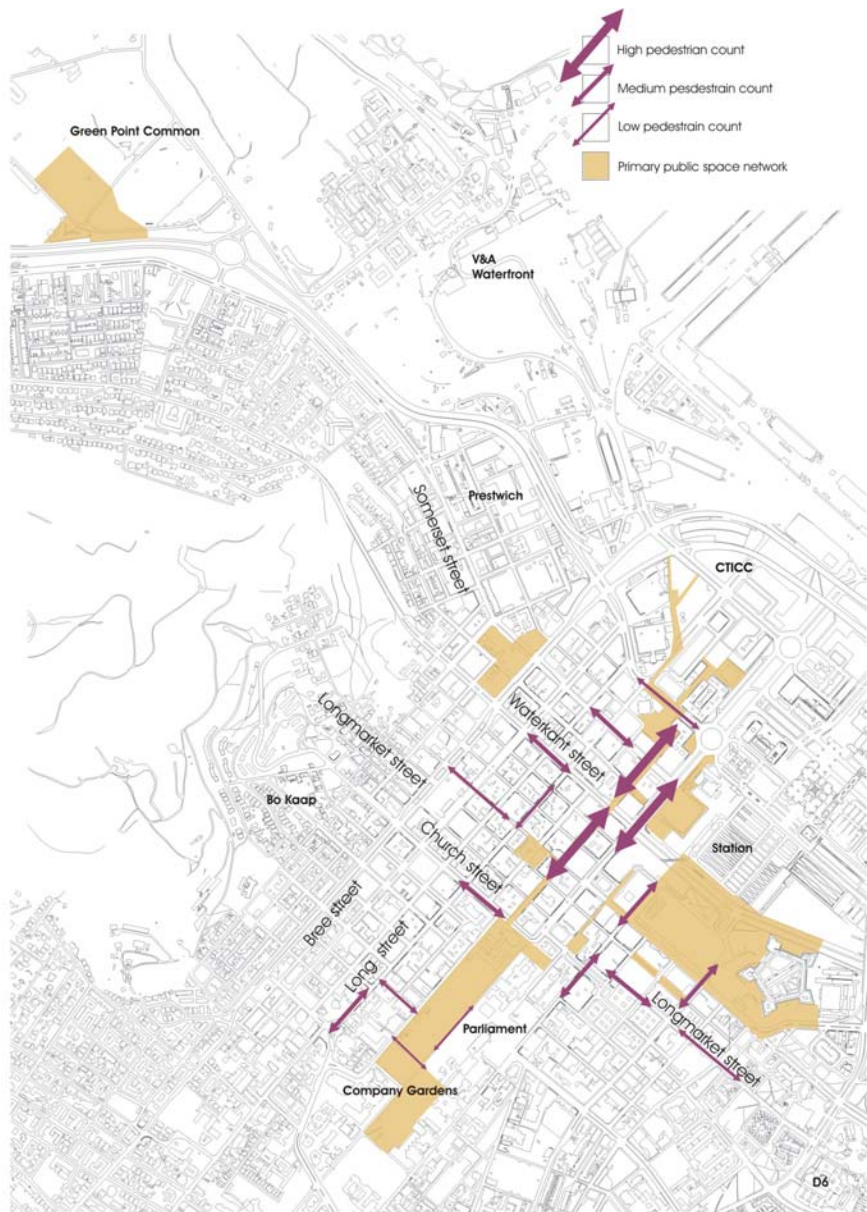 High pedestrian count
Medium pesdestrain count
Low pedestrain count
Primary public space network
Green Point Common
V&A
Waterfront
Prestwich
Somerset street
CTICC
Waterkant street
Longmarket street
Bo Kaap
Church street
Station
Bree street
Long street
Longmarket street
Parliament
Company Gardens
D6